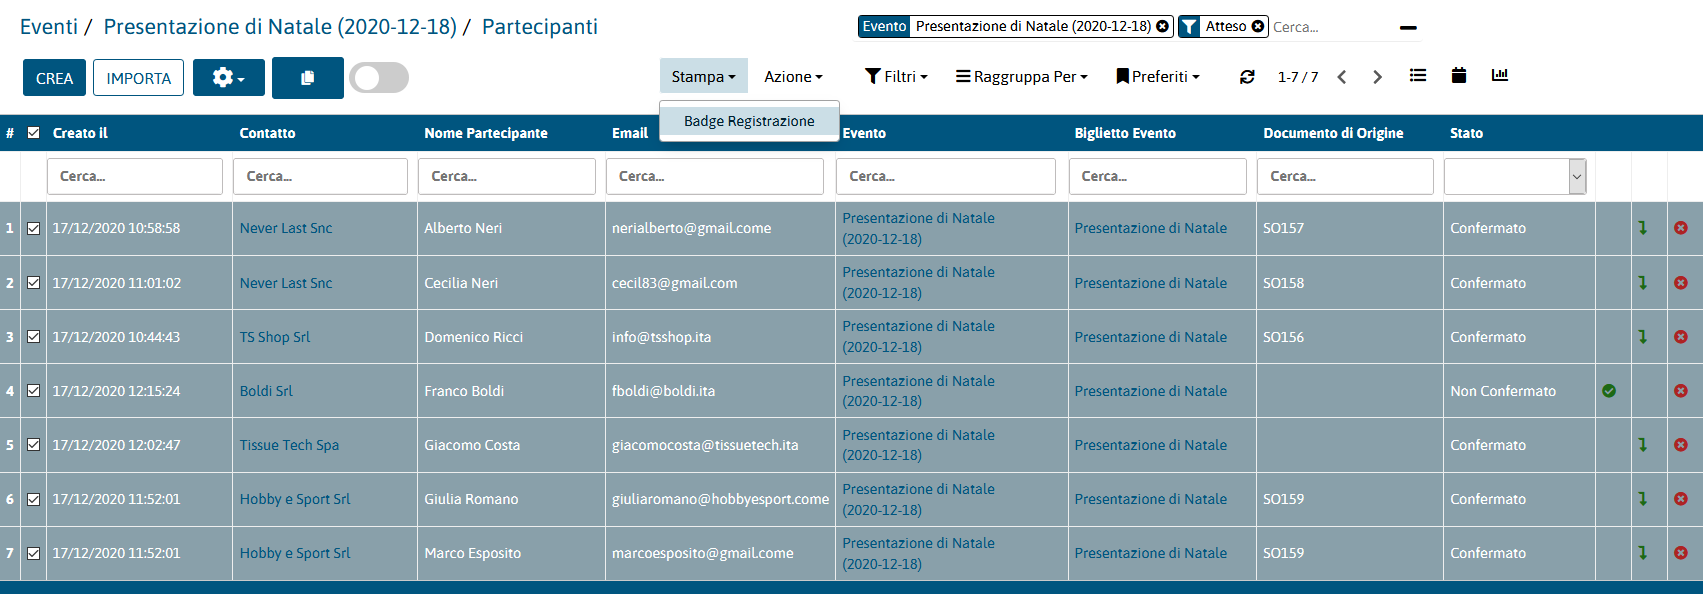 Eventi / Presentazione di Natale (2020-12-18) / Partecipanti
Evento Presentazione di Natale (2020-12-18) Atteso Cerca...
CREA IMPORTA Stampa Azione Filtri Raggruppa Per Preferiti 1-7 / 7
Badge Registrazione
# Creato il Contatto Nome Partecipante Email Evento Biglietto Evento Documento di Origine Stato
Cerca... Cerca... Cerca... Cerca... Cerca... Cerca... Cerca...
1 17/12/2020 10:58:58 Never Last Snc Alberto Neri nerialberto@gmail.come Presentazione di Natale (2020-12-18) Presentazione di Natale SO157 Confermato
2 17/12/2020 11:01:02 Never Last Snc Cecilia Neri cecil83@gmail.com Presentazione di Natale (2020-12-18) Presentazione di Natale SO158 Confermato
3 17/12/2020 10:44:43 TS Shop Srl Domenico Ricci info@tsshop.ita Presentazione di Natale (2020-12-18) Presentazione di Natale SO156 Confermato
4 17/12/2020 12:15:24 Boldi Srl Franco Boldi fboldi@boldi.ita Presentazione di Natale (2020-12-18) Presentazione di Natale Non Confermato
5 17/12/2020 12:02:47 Tissue Tech Spa Giacomo Costa giacomocosta@tissuetech.ita Presentazione di Natale (2020-12-18) Presentazione di Natale Confermato
6 17/12/2020 11:52:01 Hobby e Sport Srl Giulia Romano giuliaromano@hobbyesport.come Presentazione di Natale (2020-12-18) Presentazione di Natale SO159 Confermato
7 17/12/2020 11:52:01 Hobby e Sport Srl Marco Esposito marcoesposito@gmail.come Presentazione di Natale (2020-12-18) Presentazione di Natale SO159 Confermato